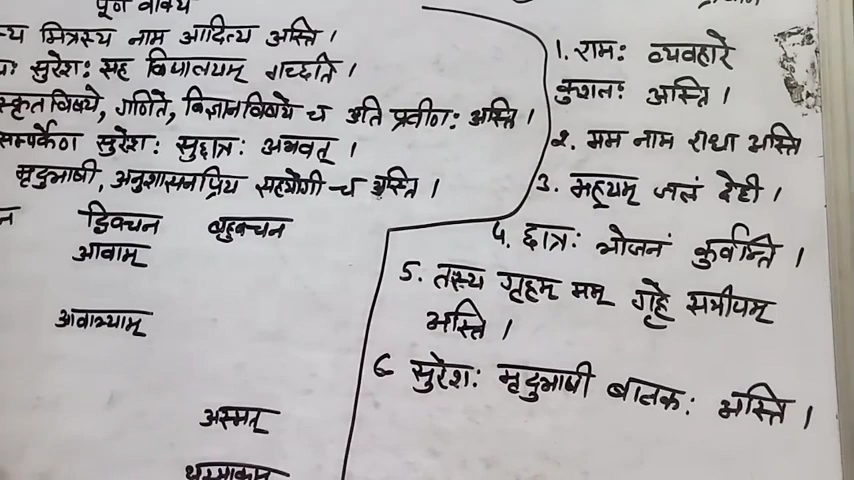 पूर्ण वाक्य
मित्रस्य नाम आदित्य अस्ति ।
सुरेशः सह विद्यालयम् गच्छति ।
स्कृत विषये, गणिते, विज्ञान विषये च अति प्रवीणः अस्ति ।
सम्पर्केण सुरेशः सुछात्रः अभवत् ।
मृदुभाषी, अनुशासनप्रिय सहयोगी च अस्ति ।
द्विवचन बहुवचन
आवाम्
आवाभ्याम्
अस्मत्
अस्माकम्
1. रामः व्यवहारे
कुशलः अस्ति ।
2. मम नाम राधा अस्ति
3. मह्यम् जलं देही ।
4. छात्रः भोजनं कुर्वन्ति ।
5. तस्य गृहम् मम् गृहे समीपम्
अस्ति ।
6 सुरेशः मृदुभाषी बालकः अस्ति ।